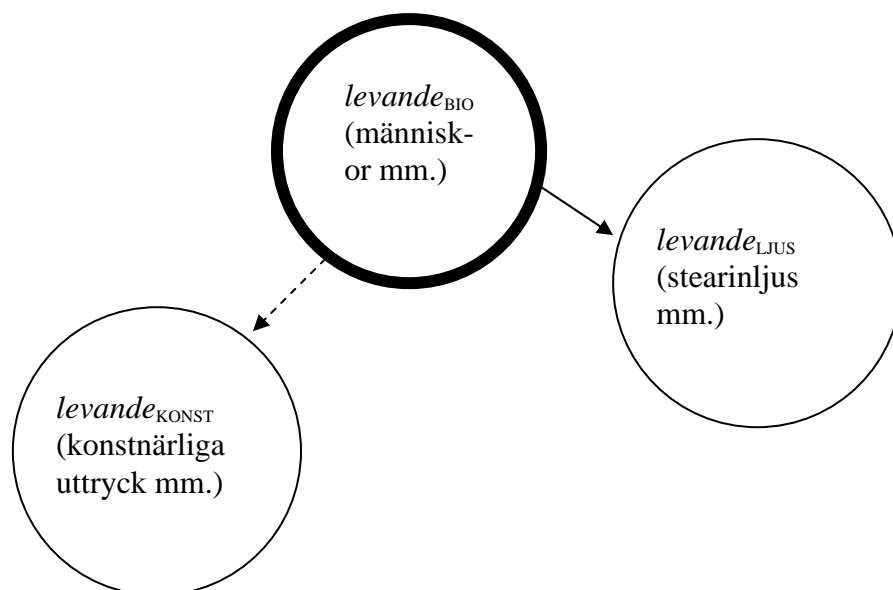 levandeBIO
(människ-
or mm.)
levandeLJUS
(stearinljus
mm.)
levandeKONST
(konstnärliga
uttryck mm.)